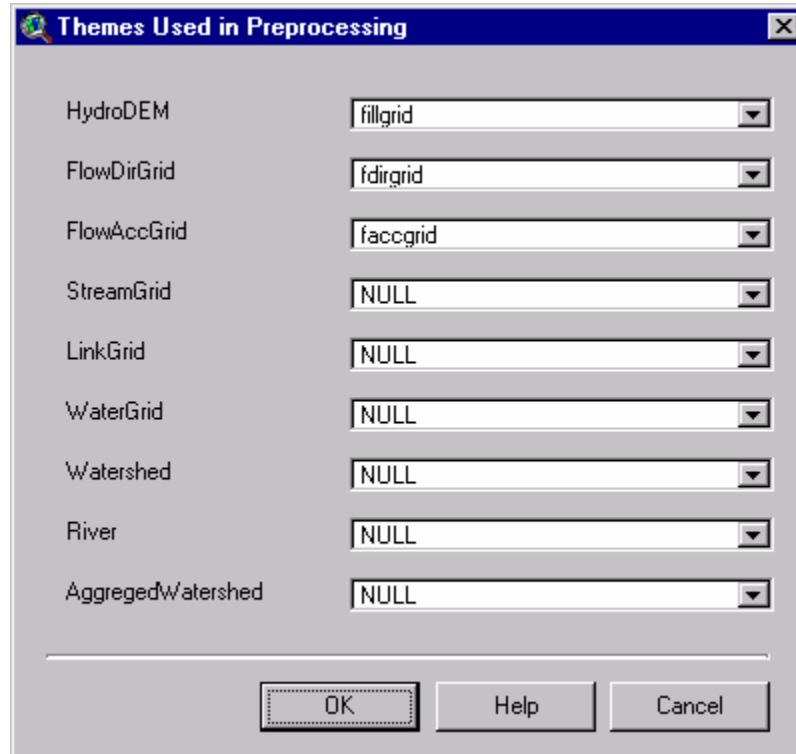 Themes Used in Preprocessing
HydroDEM fillgrid
FlowDirGrid fdirgrid
FlowAccGrid faccgrid
StreamGrid NULL
LinkGrid NULL
WaterGrid NULL
Watershed NULL
River NULL
AggregedWatershed NULL
OK Help Cancel